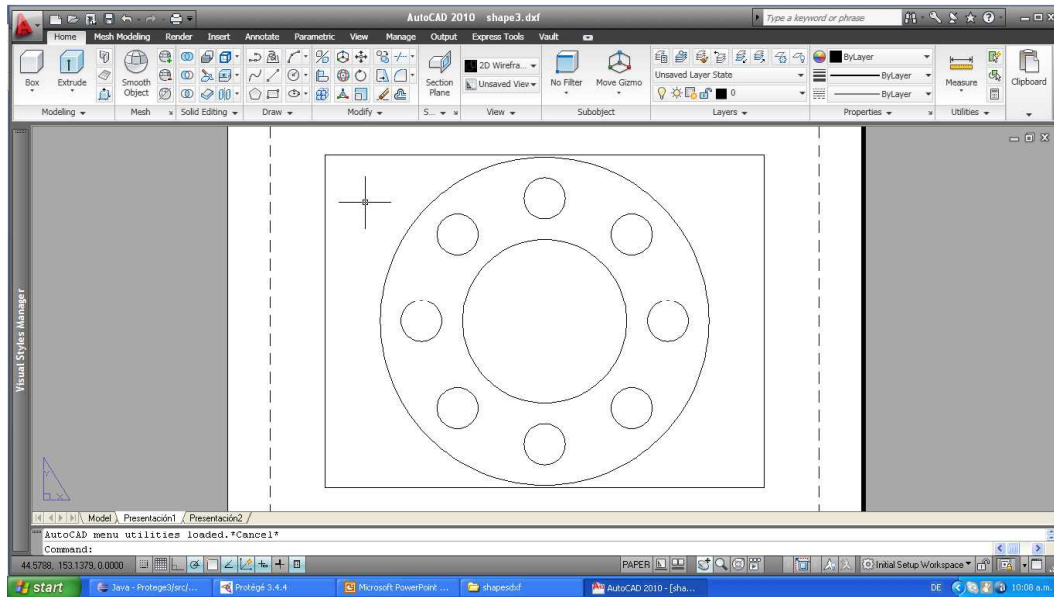 AutoCAD 2010 shape3.dxf
Type a keyword or phrase
Home Mesh Modeling Render Insert Annotate Parametric View Manage Output Express Tools Vault
Box
Extrude
Smooth
Object
Section
Plane
2D Wirefra...
Unsaved View
No Filter
Move Gizmo
Unsaved Layer State
0
ByLayer
ByLayer
ByLayer
Measure
Clipboard
Modeling Mesh Solid Editing Draw Modify S... View Subobject Layers Properties Utilities
Visual Styles Manager
Y
X
Model Presentación1 Presentación2
AutoCAD menu utilities loaded.*Cancel*
Command:
44.5788, 153.1379, 0.0000
PAPER
Initial Setup Workspace
start
Java - Protege3/src/...
Protégé 3.4.4
Microsoft PowerPoint ...
shapesdxf
AutoCAD 2010 - [sha...
DE
10:08 a.m.